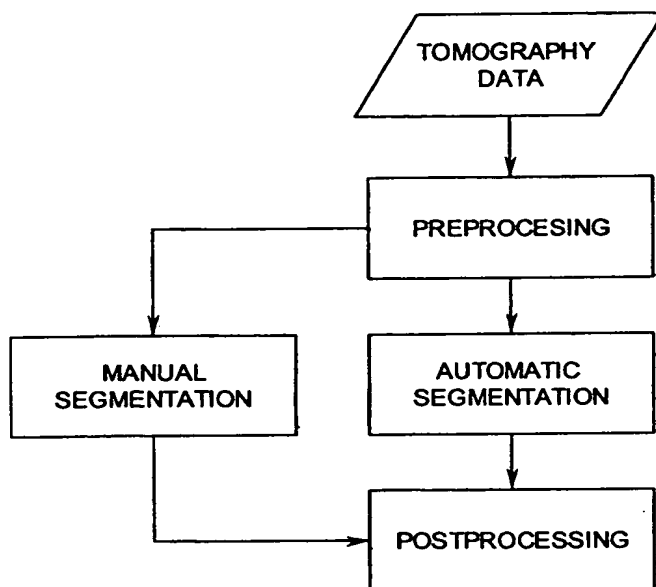 TOMOGRAPHY
DATA
PREPROCESING
MANUAL
SEGMENTATION
AUTOMATIC
SEGMENTATION
POSTPROCESSING